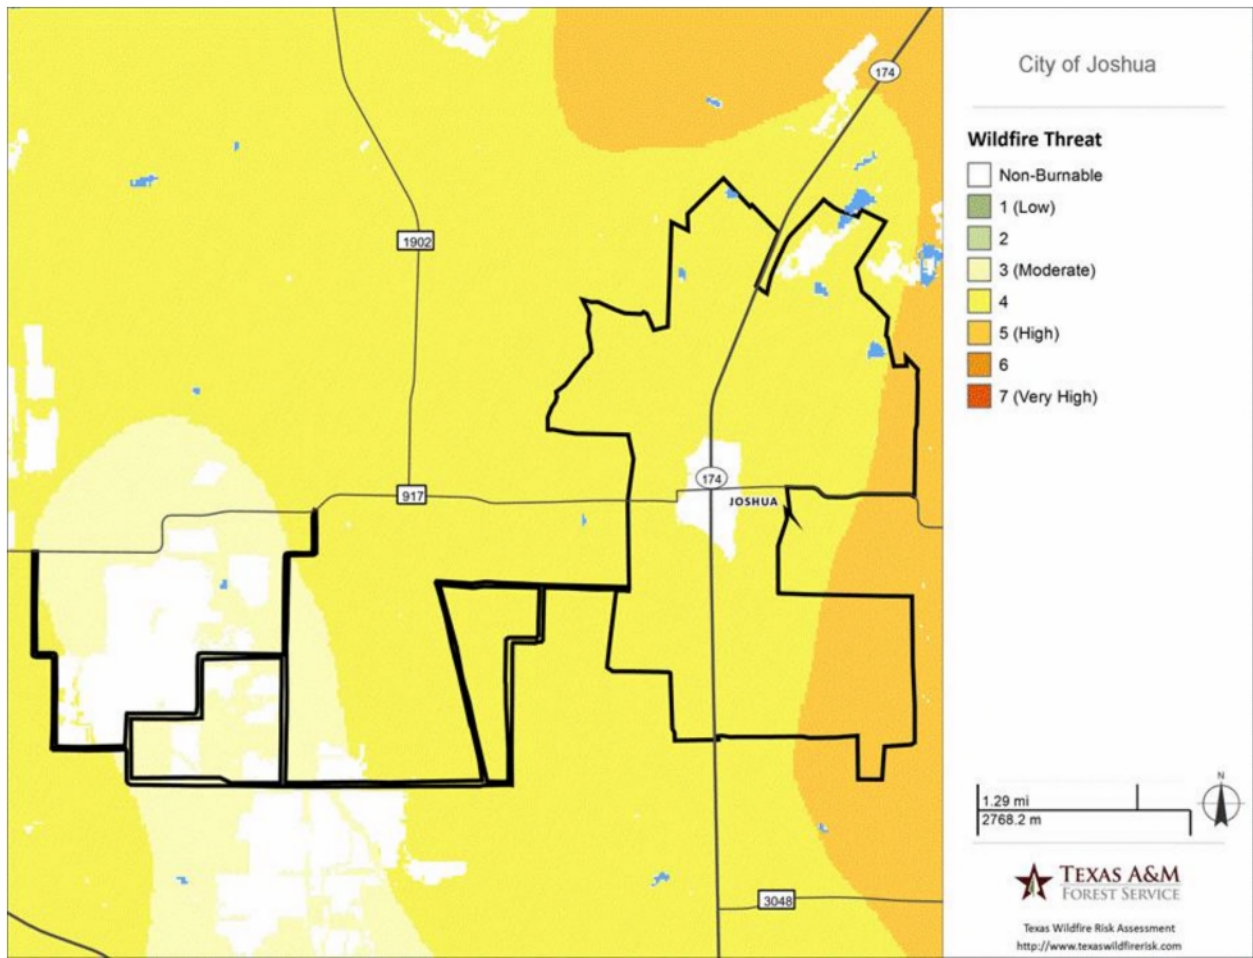 174
1902
917
174
JOSHUA
3048
City of Joshua
Wildfire Threat
Non-Burnable
1 (Low)
2
3 (Moderate)
4
5 (High)
6
7 (Very High)
N
1.29 mi
2768.2 m
TEXAS A&M
FOREST SERVICE
Texas Wildfire Risk Assessment
http://www.texaswildfirerisk.com